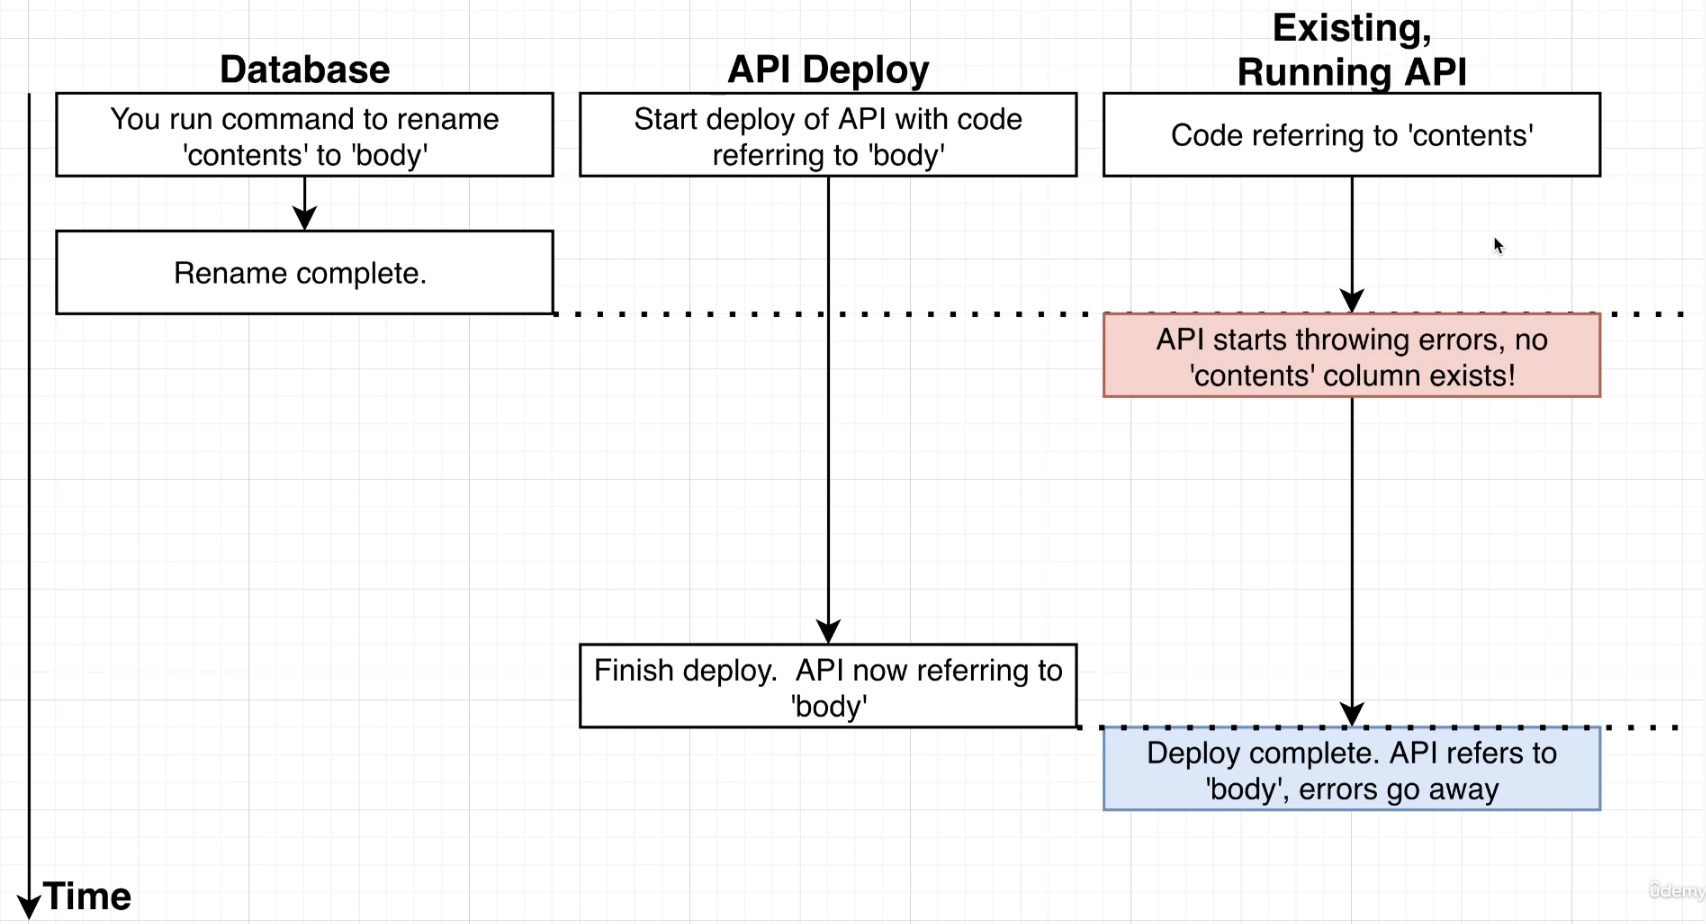 Database
API Deploy
Existing,
Running API
You run command to rename
'contents' to 'body'
Start deploy of API with code
referring to 'body'
Code referring to 'contents'
Rename complete.
API starts throwing errors, no
'contents' column exists!
Finish deploy.  API now referring to
'body'
Deploy complete. API refers to
'body', errors go away
Time
ûdemy